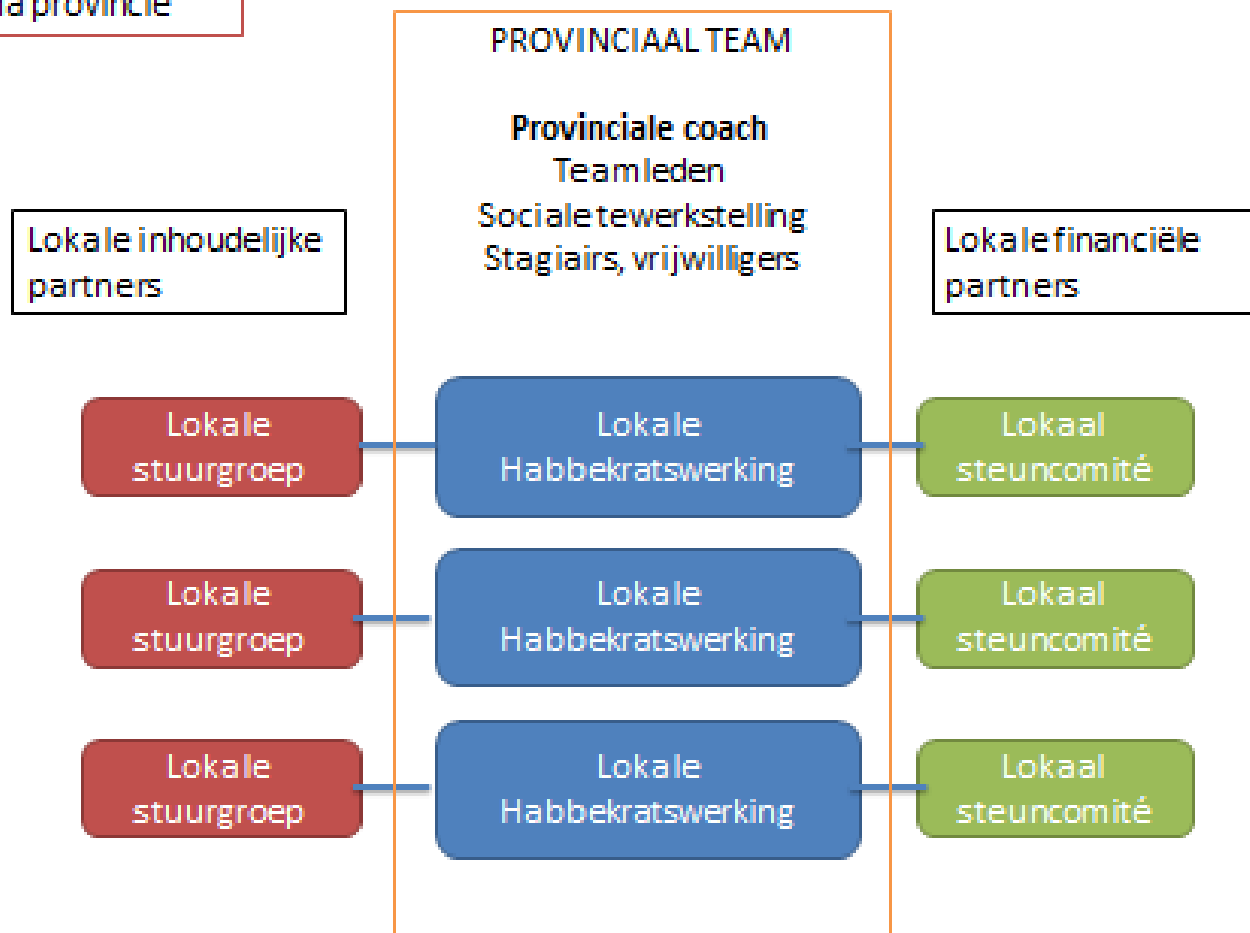 provincie
PROVINCIAAL TEAM
Provinciale coach
Teamleden
Sociale tewerkstelling
Stagiairs, vrijwilligers
Lokale inhoudelijke
partners
Lokale financiële
partners
Lokale
stuurgroep
Lokale
Habbekratswerking
Lokaal
steuncomité
Lokale
stuurgroep
Lokale
Habbekratswerking
Lokaal
steuncomité
Lokale
stuurgroep
Lokale
Habbekratswerking
Lokaal
steuncomité